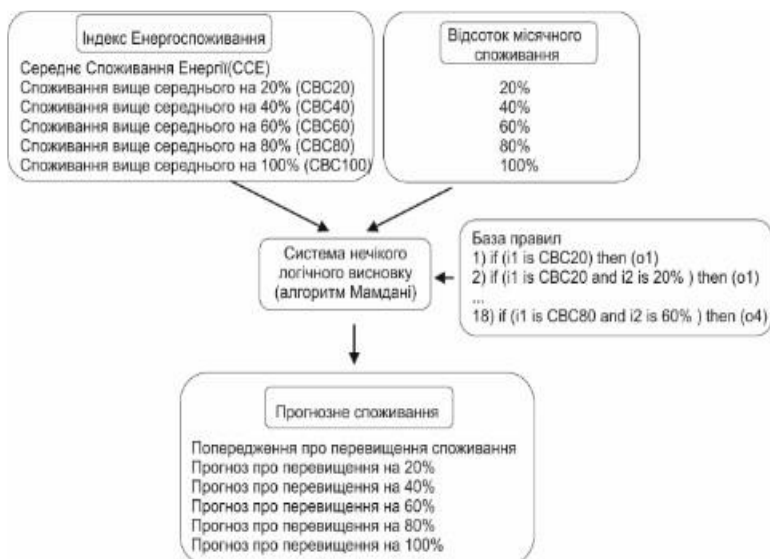 Індекс Енергоспоживання
Середнє Споживання Енергії(ССЕ)
Споживання вище середнього на 20% (СВС20)
Споживання вище середнього на 40% (СВС40)
Споживання вище середнього на 60% (СВС60)
Споживання вище середнього на 80% (СВС80)
Споживання вище середнього на 100% (СВС100)
Відсоток місячного
споживання
20%
40%
60%
80%
100%
Система нечікого
логічного висновку
(алгоритм Мамдані)
База правил
1) if (i1 is СВС20) then (o1)
2) if (i1 is СВС20 and i2 is 20% ) then (o1)
...
18) if (i1 is СВС80 and i2 is 60% ) then (o4)
Прогнозне споживання
Попередження про перевищення споживання
Прогноз про перевищення на 20%
Прогноз про перевищення на 40%
Прогноз про перевищення на 60%
Прогноз про перевищення на 80%
Прогноз про перевищення на 100%